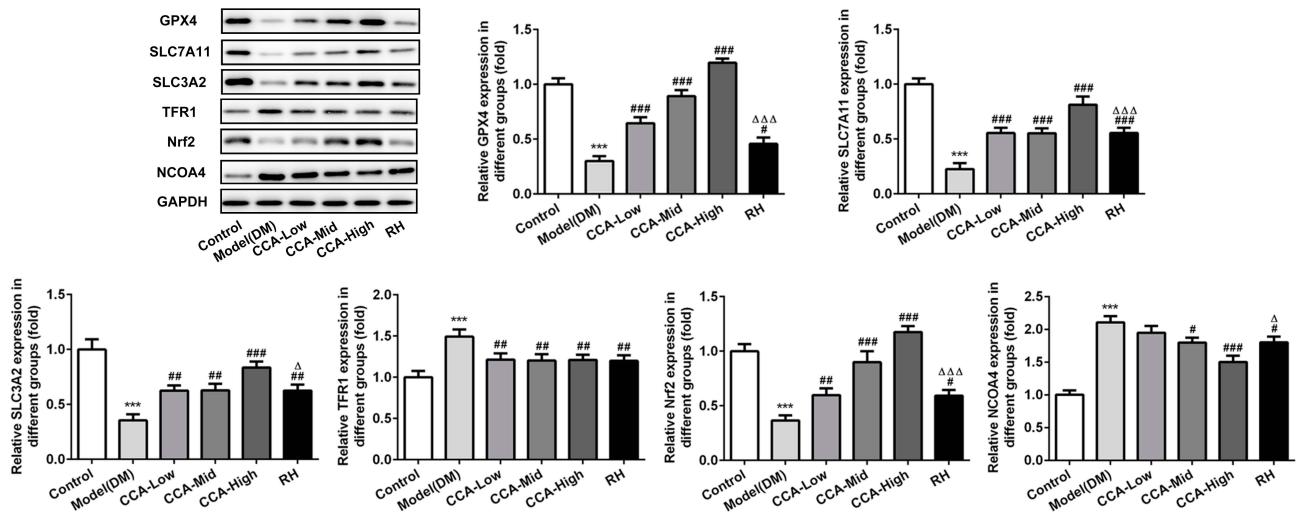 GPX4
SLC7A11
SLC3A2
TFR1
Nrf2
NCOA4
GAPDH
Control
Model(DM)
CCA-Low
CCA-Mid
CCA-High
RH
Relative GPX4 expression in
different groups (fold)
1.5
1.0
0.5
0.0
***
###
###
###
ΔΔΔ
#
Control
Model(DM)
CCA-Low
CCA-Mid
CCA-High
RH
Relative SLC7A11 expression in
different groups (fold)
1.5
1.0
0.5
0.0
***
###
###
###
ΔΔΔ
###
Control
Model(DM)
CCA-Low
CCA-Mid
CCA-High
RH
Relative SLC3A2 expression in
different groups (fold)
1.5
1.0
0.5
0.0
***
##
##
###
Δ
##
Control
Model(DM)
CCA-Low
CCA-Mid
CCA-High
RH
Relative TFR1 expression in
different groups (fold)
2.0
1.5
1.0
0.5
0.0
***
##
##
##
##
Control
Model(DM)
CCA-Low
CCA-Mid
CCA-High
RH
Relative Nrf2 expression in
different groups (fold)
1.5
1.0
0.5
0.0
***
##
###
###
ΔΔΔ
#
Control
Model(DM)
CCA-Low
CCA-Mid
CCA-High
RH
Relative NCOA4 expression in
different groups (fold)
2.5
2.0
1.5
1.0
0.5
0.0
***
#
###
Δ
#
Control
Model(DM)
CCA-Low
CCA-Mid
CCA-High
RH